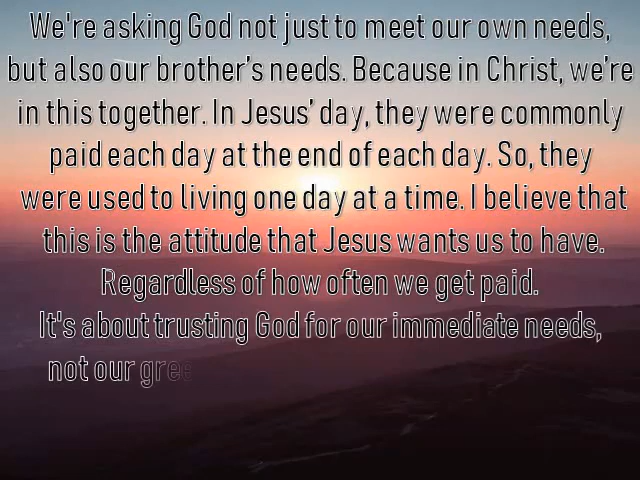 We're asking God not just to meet our own needs,
but also our brother's needs. Because in Christ, we're
in this together. In Jesus' day, they were commonly
paid each day at the end of each day. So, they
were used to living one day at a time. I believe that
this is the attitude that Jesus wants us to have.
Regardless of how often we get paid.
It's about trusting God for our immediate needs,
not our gree